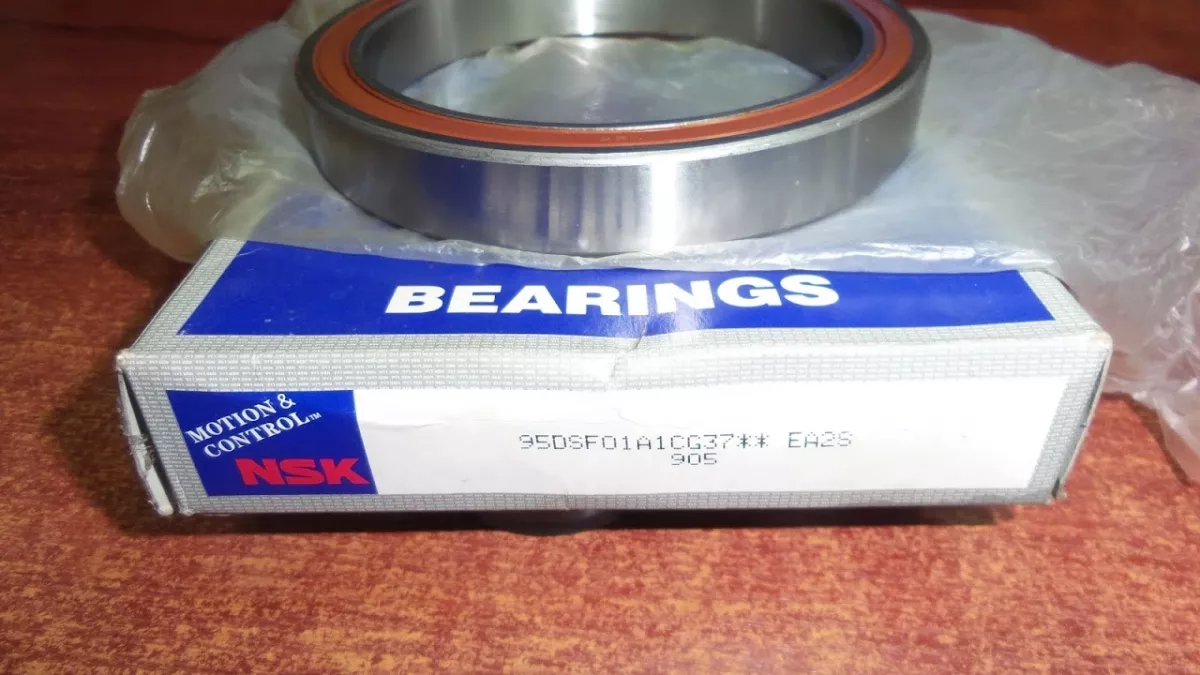 BEARINGS
MOTION &
CONTROL™
NSK
95DSF01A1CG37** EA2S
905